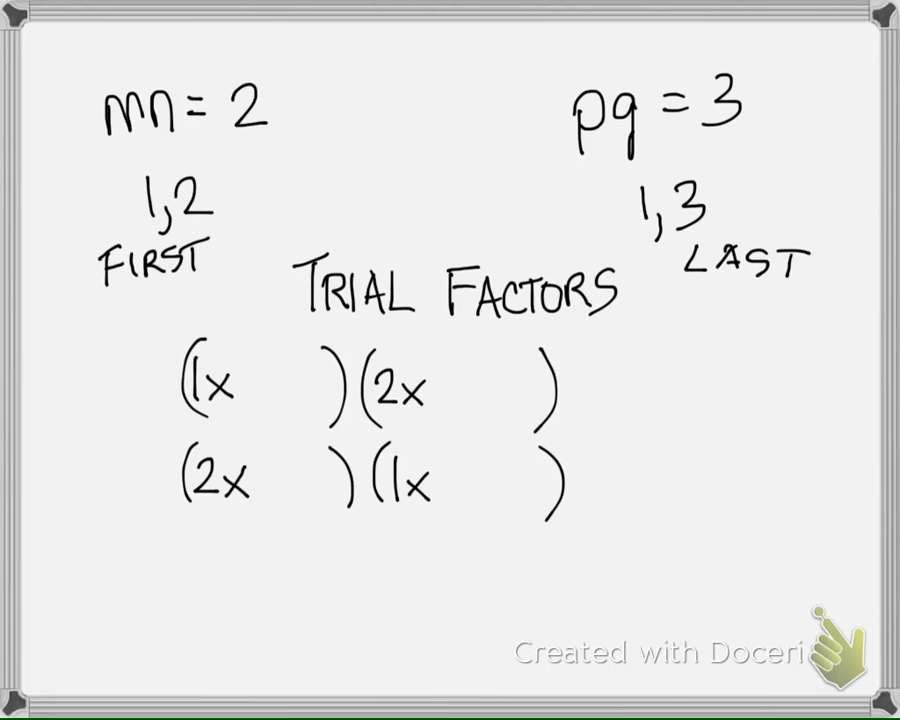 mn = 2 pq = 3
1,2 1,3
FIRST LAST
TRIAL FACTORS
(1x )(2x )
(2x )(1x )
Created with Doceri